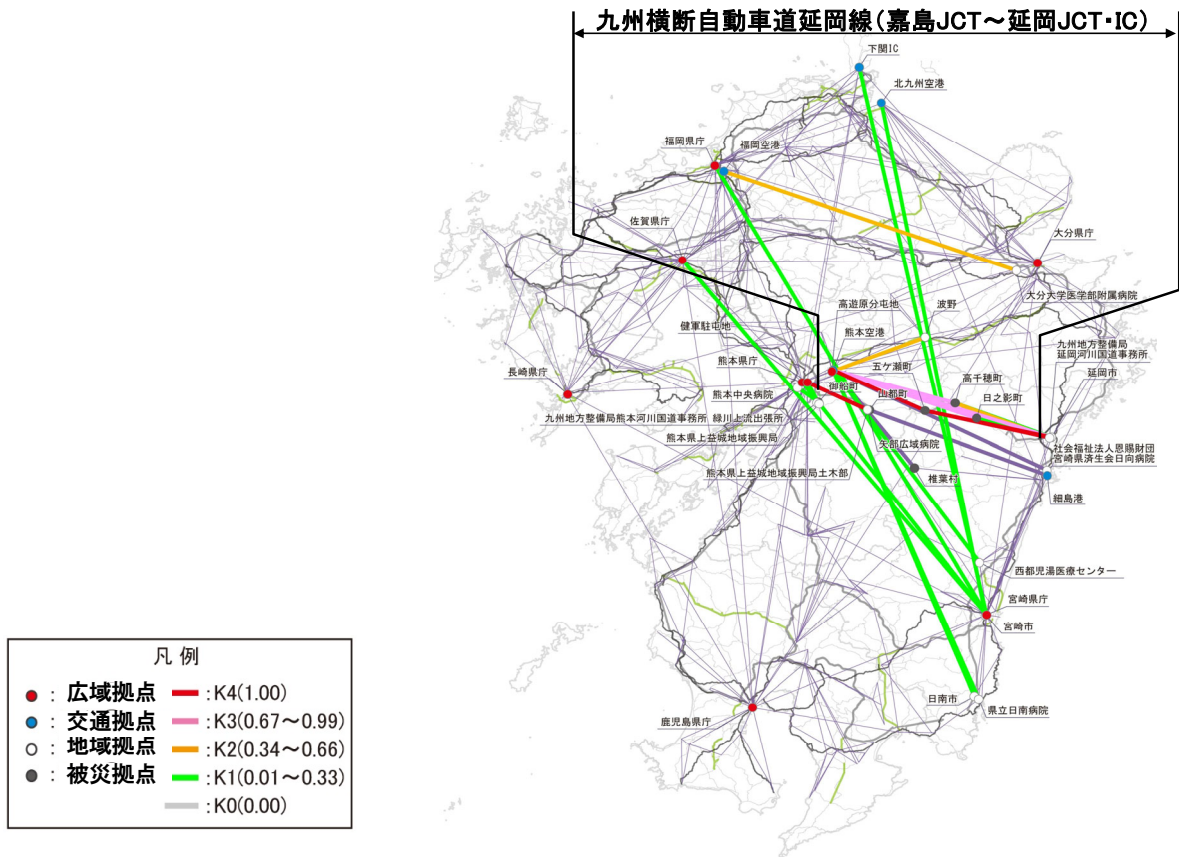 九州横断自動車道延岡線(嘉島JCT～延岡JCT・IC)
下関IC
北九州空港
福岡県庁
福岡空港
佐賀県庁
大分県庁
大分大学医学部附属病院
高遊原分屯地
波野
健軍駐屯地
熊本空港
九州地方整備局
延岡河川国道事務所
熊本県庁
五ケ瀬町
延岡市
長崎県庁
御船町
高千穂町
熊本中央病院
山都町
日之影町
九州地方整備局熊本河川国道事務所 緑川上流出張所
熊本県上益城地域振興局
矢部広域病院
社会福祉法人恩賜財団
宮崎県済生会日向病院
熊本県上益城地域振興局土木部
椎葉村
細島港
西都児湯医療センター
宮崎県庁
宮崎市
日南市
県立日南病院
鹿児島県庁
凡例
: 広域拠点 :K4(1.00)
: 交通拠点 :K3(0.67～0.99)
: 地域拠点 :K2(0.34～0.66)
: 被災拠点 :K1(0.01～0.33)
:K0(0.00)